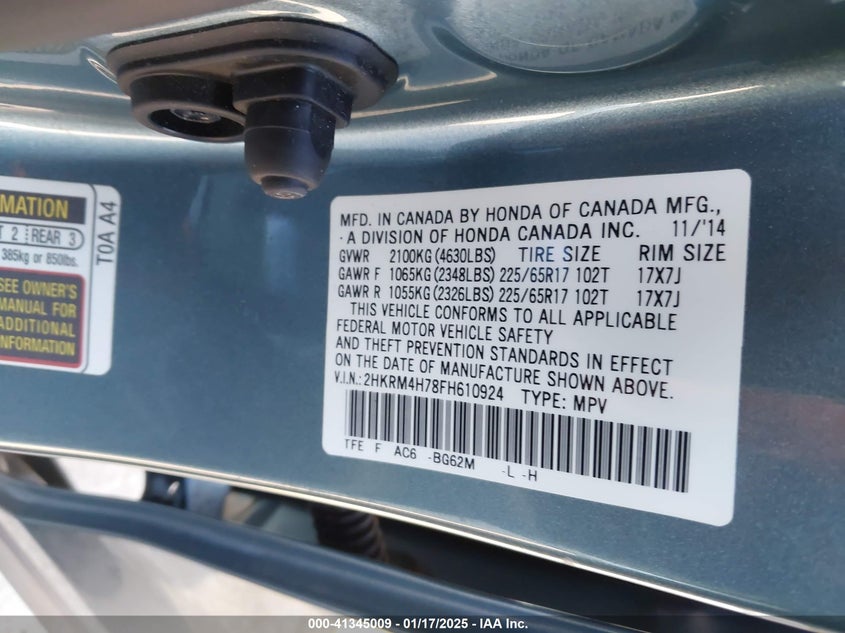 MFD. IN CANADA BY HONDA OF CANADA MFG.,
A DIVISION OF HONDA CANADA INC. 11/'14
GVWR 2100KG(4630LBS) TIRE SIZE RIM SIZE
GAWR F 1065KG(2348LBS) 225/65R17 102T 17X7J
GAWR R 1055KG(2326LBS) 225/65R17 102T 17X7J
THIS VEHICLE CONFORMS TO ALL APPLICABLE
FEDERAL MOTOR VEHICLE SAFETY
AND THEFT PREVENTION STANDARDS IN EFFECT
ON THE DATE OF MANUFACTURE SHOWN ABOVE.
V.I.N.: 2HKRM4H78FH610924 TYPE: MPV
TFE F AC6 -BG62M -L -H
MATION
2 REAR 3
385kg or 850lbs.
SEE OWNER'S
MANUAL FOR
ADDITIONAL
INFORMATION
T0A A4
000-41345009 - 01/17/2025 - COPYRIGHT © 2025 IAA, LLC.